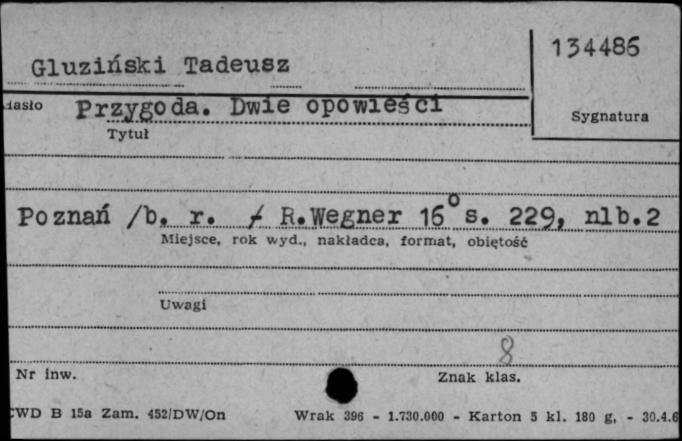 134486
Gluziński Tadeusz
Hasło Przygoda. Dwie opowieści
Sygnatura
Tytuł
Poznań /b. r. / R.Wegner 16° s. 229, nlb.2
Miejsce, rok wyd., nakładca, format, objętość
Uwagi
8
Nr inw.
Znak klas.
CWD B 15a Zam. 452/DW/On Wrak 396 - 1.730.000 - Karton 5 kl. 180 g, - 30.4.6